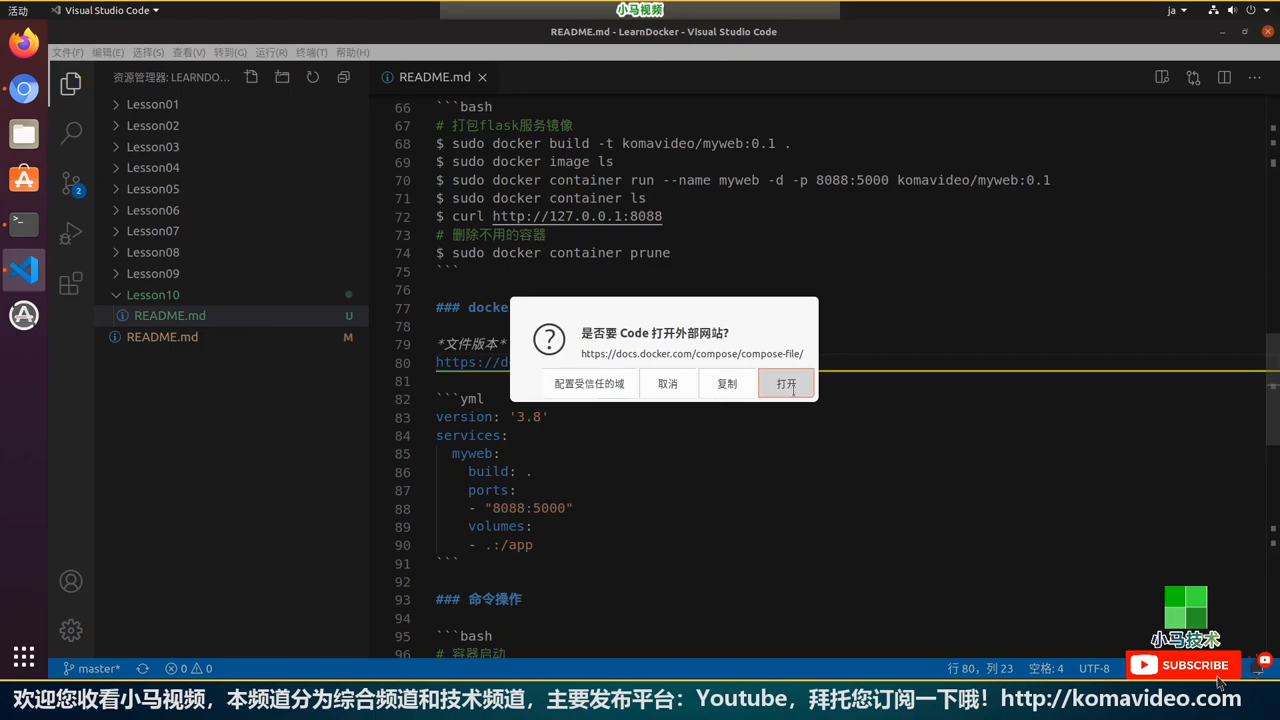 活动
Visual Studio Code
小马视频
ja
README.md - LearnDocker - Visual Studio Code
文件(F) 编辑(E) 选择(S) 查看(V) 转到(G) 运行(R) 终端(T) 帮助(H)
资源管理器: LEARNDO...
README.md
Lesson01
Lesson02
Lesson03
Lesson04
Lesson05
Lesson06
Lesson07
Lesson08
Lesson09
Lesson10
README.md U
README.md M
2
66 ```bash
67 # 打包flask服务镜像
68 $ sudo docker build -t komavideo/myweb:0.1 .
69 $ sudo docker image ls
70 $ sudo docker container run --name myweb -d -p 8088:5000 komavideo/myweb:0.1
71 $ sudo docker container ls
72 $ curl http://127.0.0.1:8088
73 # 删除不用的容器
74 $ sudo docker container prune
75 ```
76
77 ### docke
78
79 *文件版本*
80 https://d
81
82 ```yml
83 version: '3.8'
84 services:
85 myweb:
86 build: .
87 ports:
88 - "8088:5000"
89 volumes:
90 - .:/app
91 ```
92
93 ### 命令操作
94
95 ```bash
96 # 容器启动
是否要 Code 打开外部网站?
https://docs.docker.com/compose/compose-file/
配置受信任的域 取消 复制 打开
小马技术
SUBSCRIBE
master* 0 0 行 80，列 23 空格: 4 UTF-8
欢迎您收看小马视频，本频道分为综合频道和技术频道，主要发布平台：Youtube，拜托您订阅一下哦！http://komavideo.com